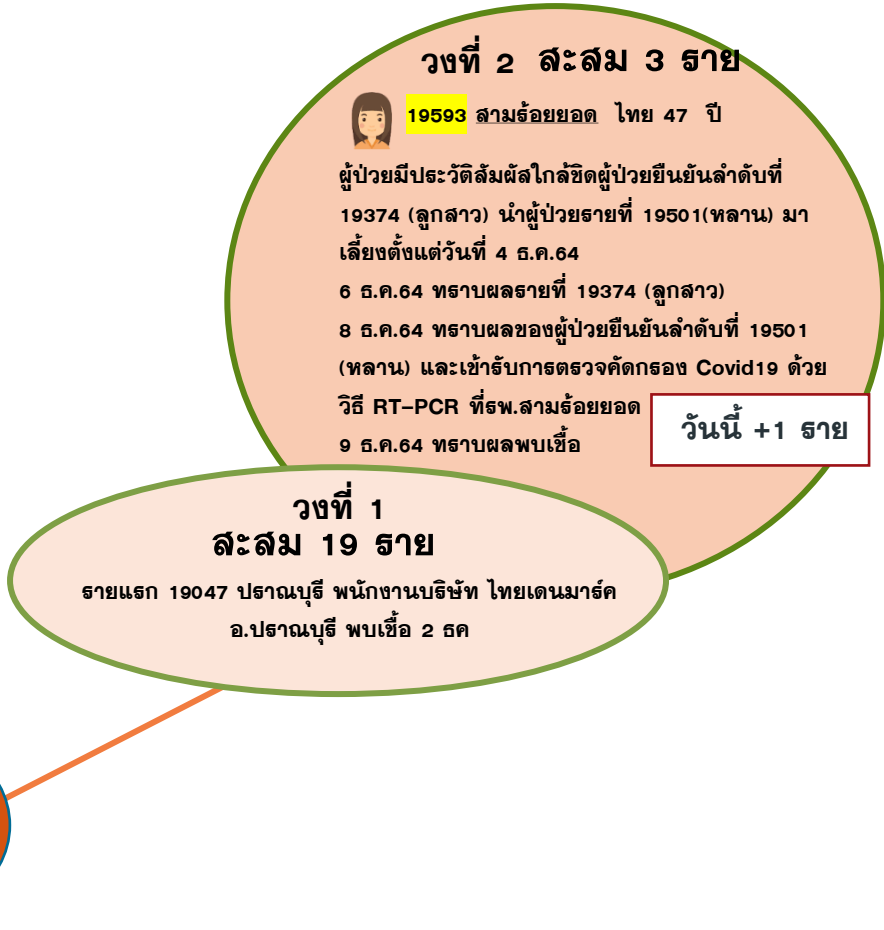 วงที่ 2 สะสม 3 ราย
19593 สามร้อยยอด ไทย 47 ปี
ผู้ป่วยมีประวัติสัมผัสใกล้ชิดผู้ป่วยยืนยันลำดับที่
19374 (ลูกสาว) นำผู้ป่วยรายที่ 19501(หลาน) มา
เลี้ยงตั้งแต่วันที่ 4 ธ.ค.64
6 ธ.ค.64 ทราบผลรายที่ 19374 (ลูกสาว)
8 ธ.ค.64 ทราบผลของผู้ป่วยยืนยันลำดับที่ 19501
(หลาน) และเข้ารับการตรวจคัดกรอง Covid19 ด้วย
วิธี RT-PCR ที่รพ.สามร้อยยอด
9 ธ.ค.64 ทราบผลพบเชื้อ
วันนี้ +1 ราย
วงที่ 1
สะสม 19 ราย
รายแรก 19047 ปราณบุรี พนักงานบริษัท ไทยเดนมาร์ค
อ.ปราณบุรี พบเชื้อ 2 ธค